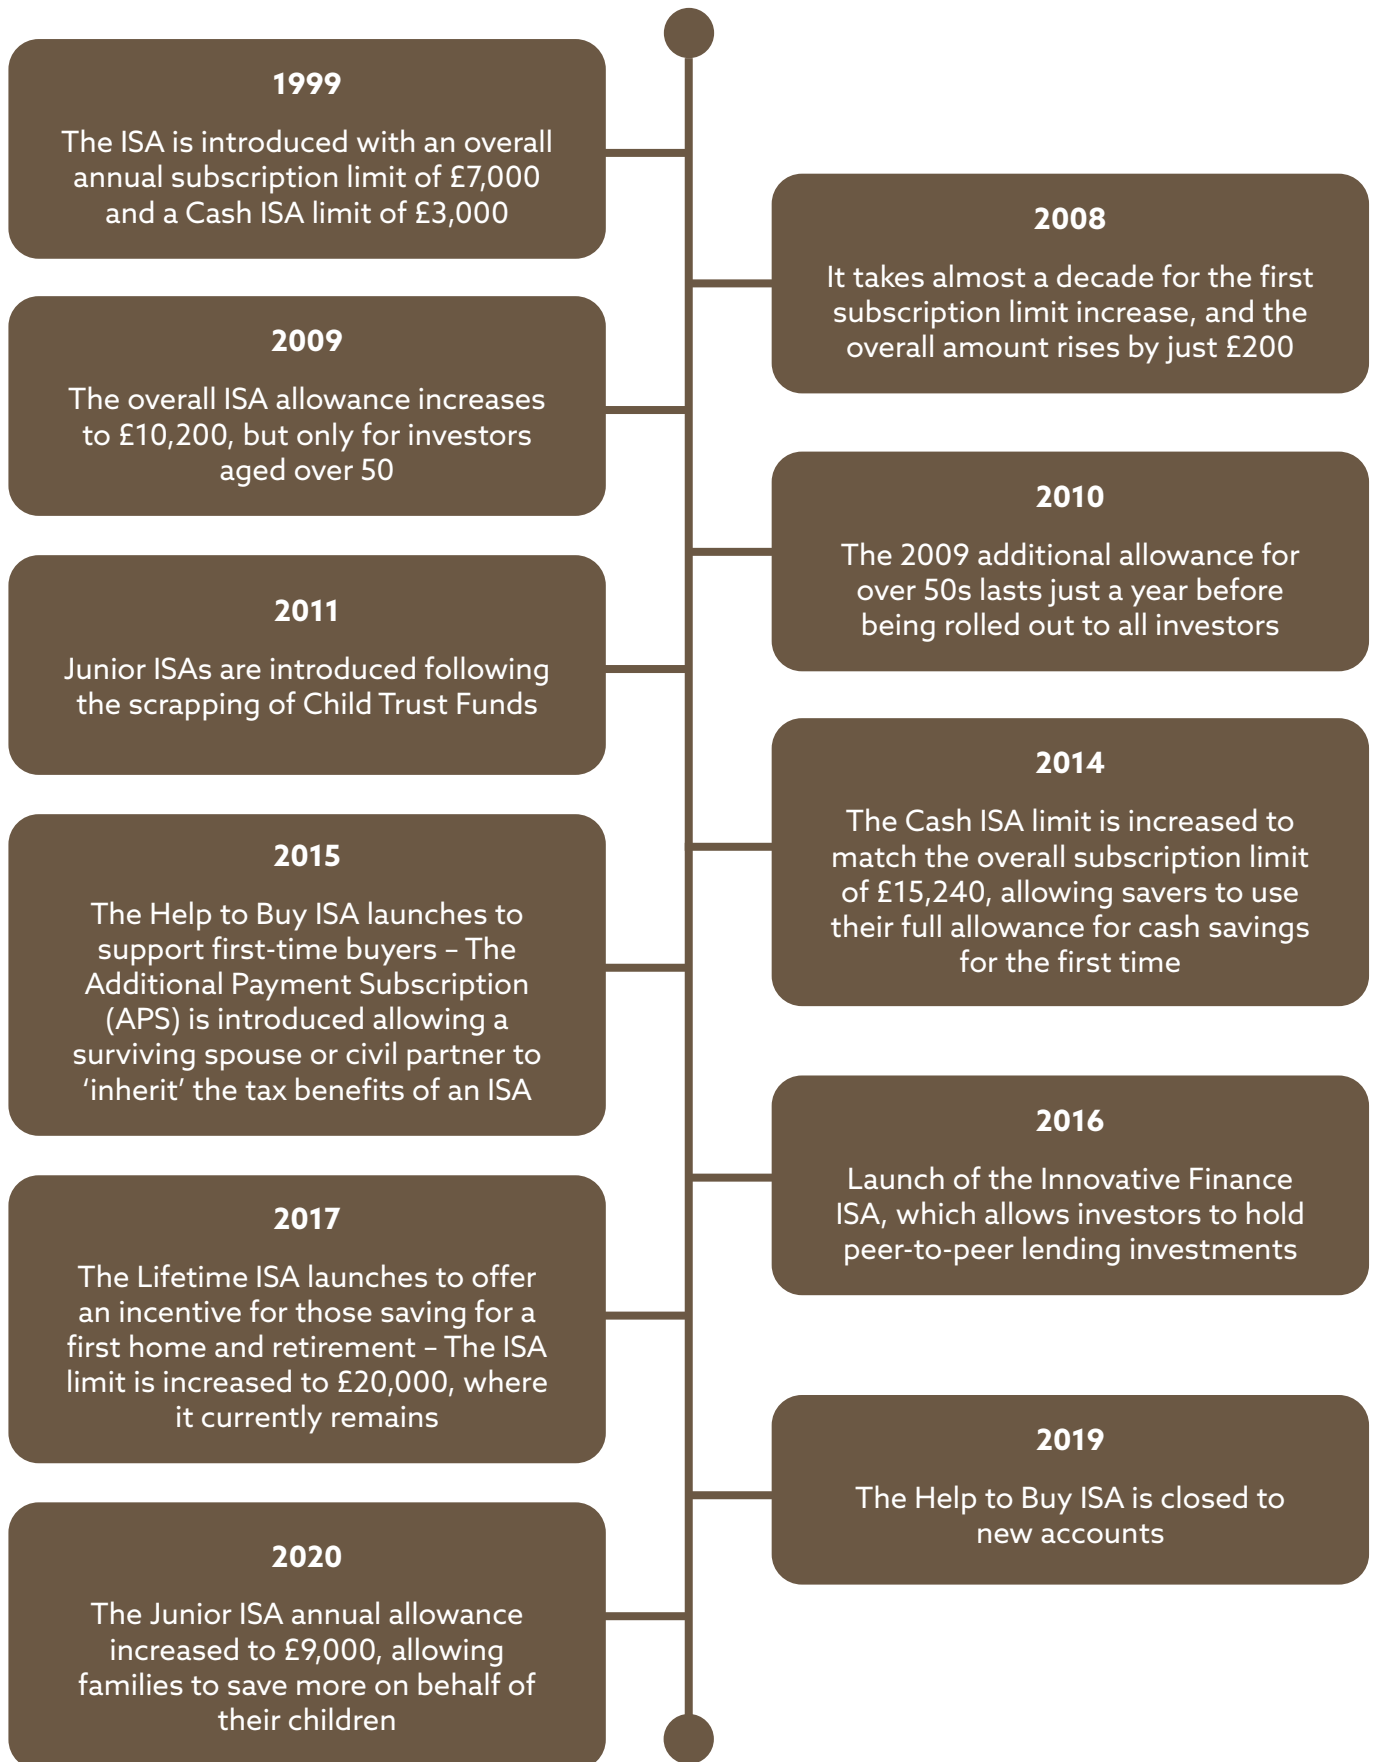 1999
The ISA is introduced with an overall
annual subscription limit of £7,000
and a Cash ISA limit of £3,000
2008
It takes almost a decade for the first
subscription limit increase, and the
overall amount rises by just £200
2009
The overall ISA allowance increases
to £10,200, but only for investors
aged over 50
2010
The 2009 additional allowance for
over 50s lasts just a year before
being rolled out to all investors
2011
Junior ISAs are introduced following
the scrapping of Child Trust Funds
2014
The Cash ISA limit is increased to
match the overall subscription limit
of £15,240, allowing savers to use
their full allowance for cash savings
for the first time
2015
The Help to Buy ISA launches to
support first-time buyers – The
Additional Payment Subscription
(APS) is introduced allowing a
surviving spouse or civil partner to
‘inherit’ the tax benefits of an ISA
2016
Launch of the Innovative Finance
ISA, which allows investors to hold
peer-to-peer lending investments
2017
The Lifetime ISA launches to offer
an incentive for those saving for a
first home and retirement – The ISA
limit is increased to £20,000, where
it currently remains
2019
The Help to Buy ISA is closed to
new accounts
2020
The Junior ISA annual allowance
increased to £9,000, allowing
families to save more on behalf of
their children